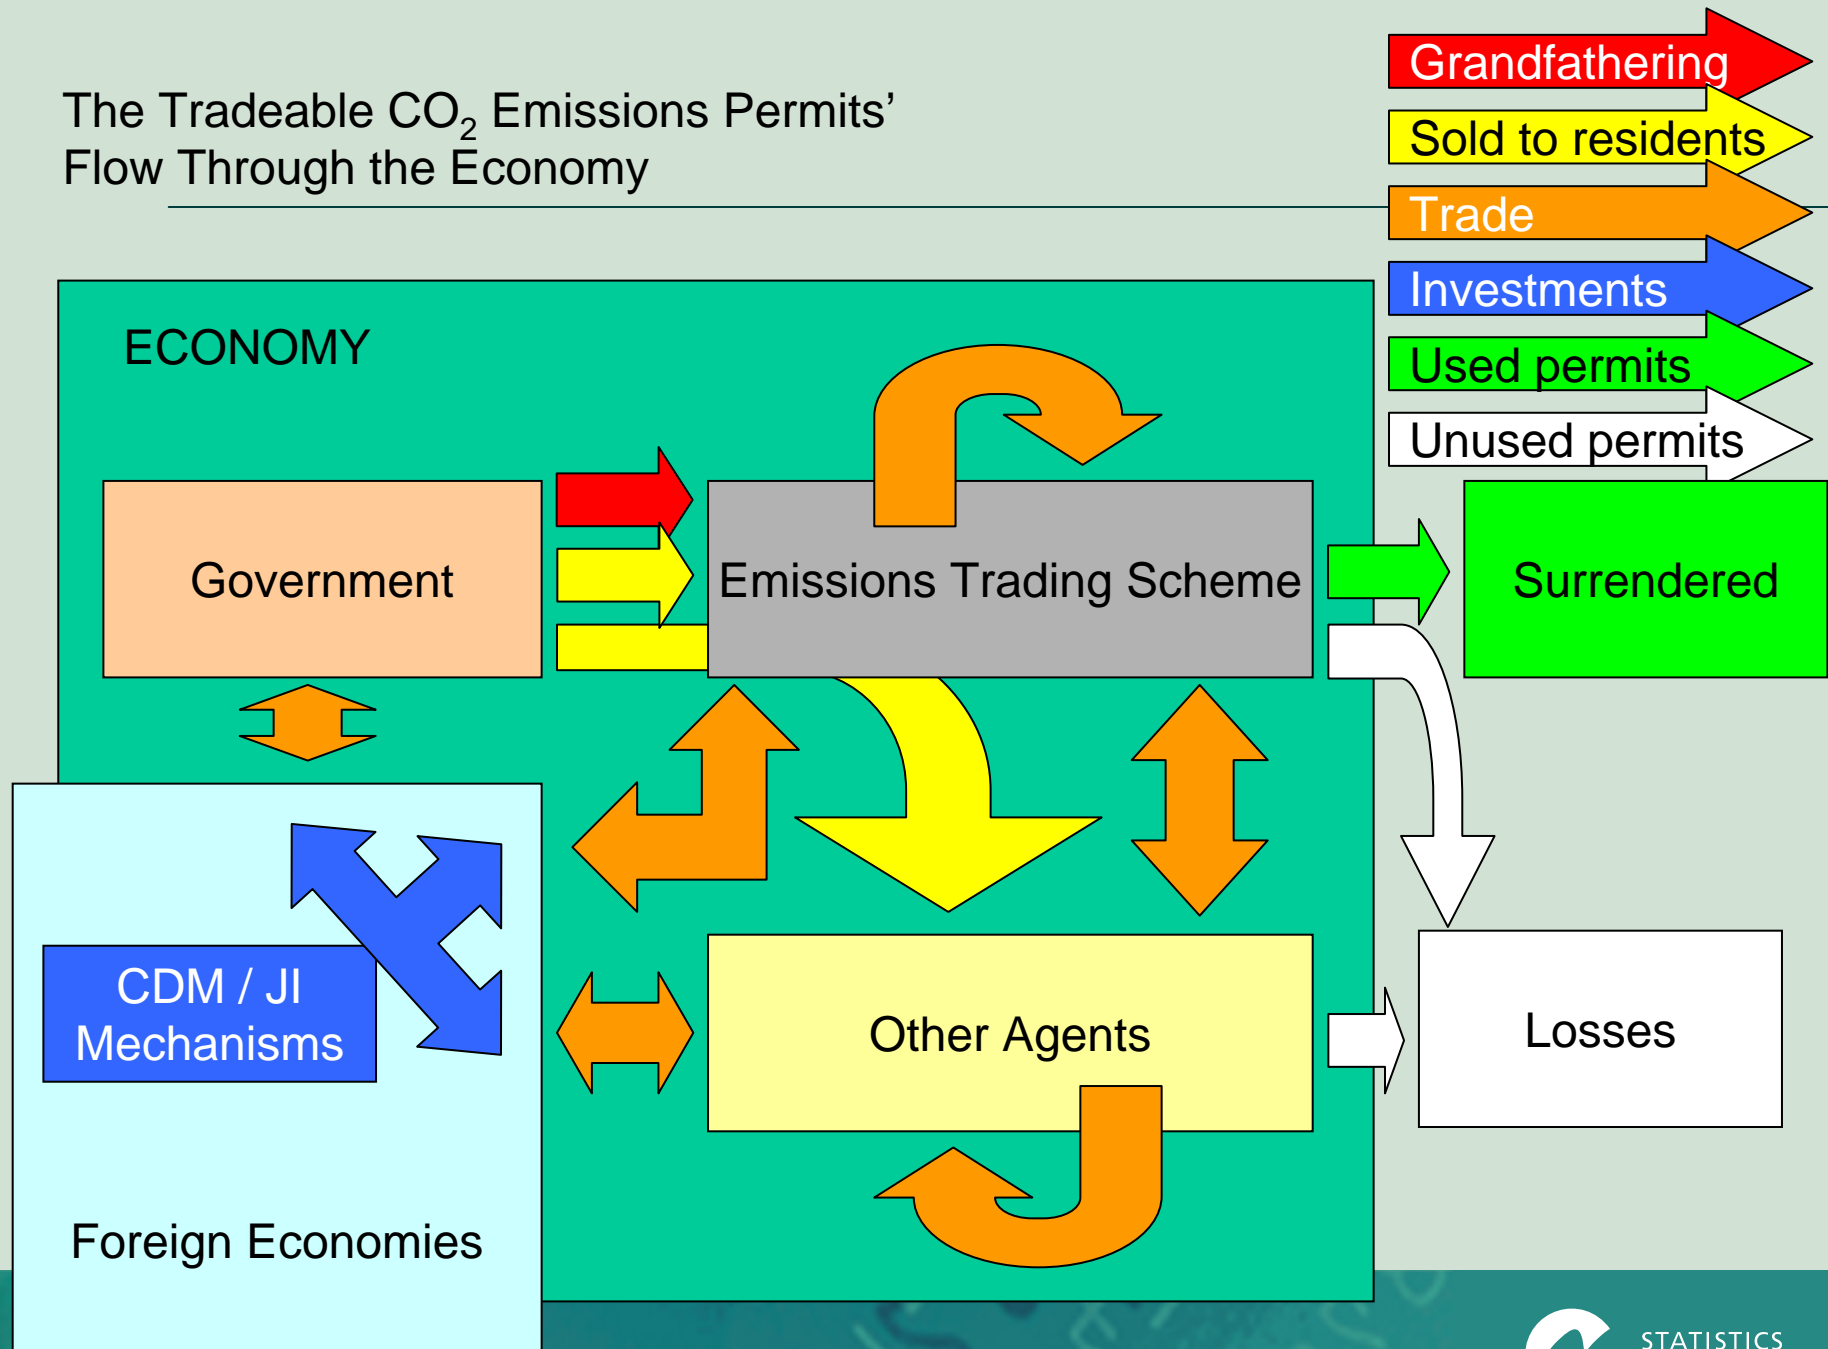 The Tradeable CO₂ Emissions Permits’
Flow Through the Economy
Grandfathering
Sold to residents
Trade
Investments
Used permits
Unused permits
ECONOMY
Government
Emissions Trading Scheme
Surrendered
CDM / JI
Mechanisms
Other Agents
Losses
Foreign Economies
STATISTICS